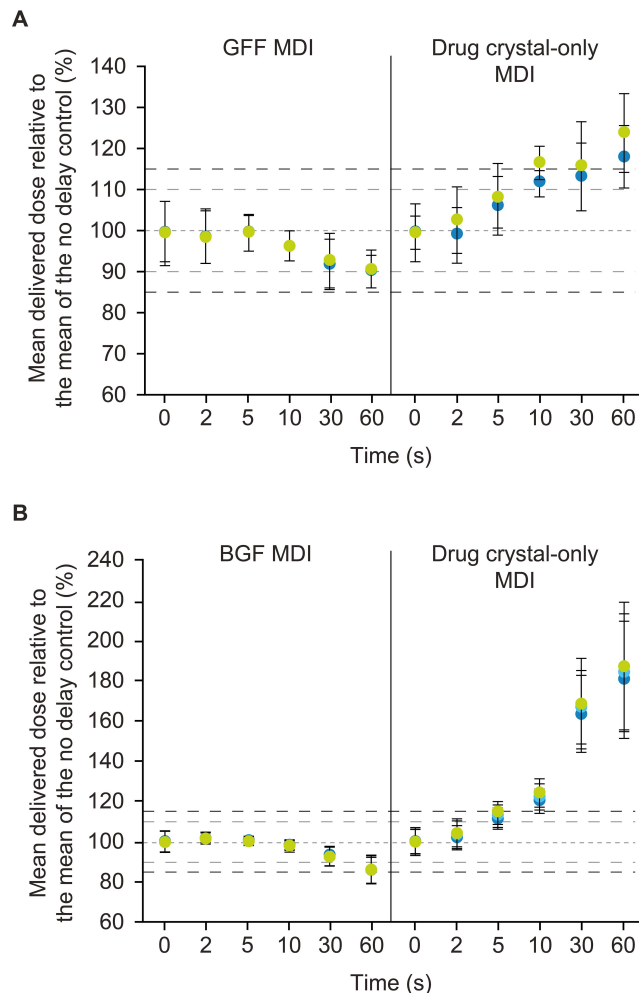 A
GFF MDI
Drug crystal-only
MDI
Mean delivered dose relative to
the mean of the no delay control (%)
140
130
120
110
100
90
80
70
60
0 2 5 10 30 60 0 2 5 10 30 60
Time (s) Time (s)
B
BGF MDI
Drug crystal-only
MDI
Mean delivered dose relative to
the mean of the no delay control (%)
240
220
200
180
160
140
120
100
80
60
0 2 5 10 30 60 0 2 5 10 30 60
Time (s) Time (s)